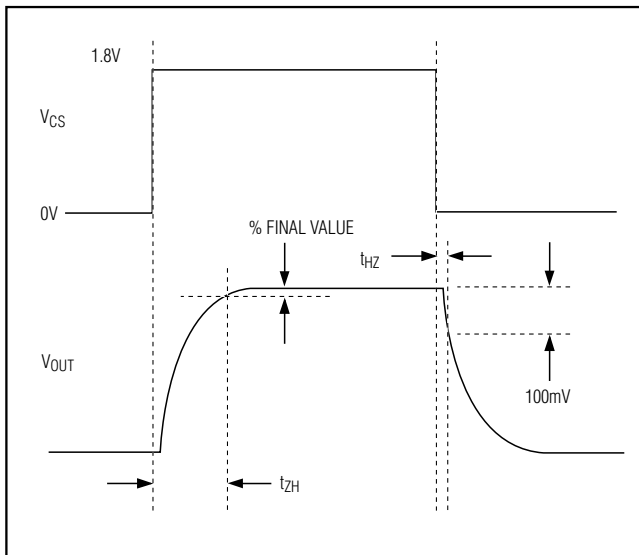 1.8V
VCS
0V
% FINAL VALUE
tHZ
VOUT
100mV
tZH